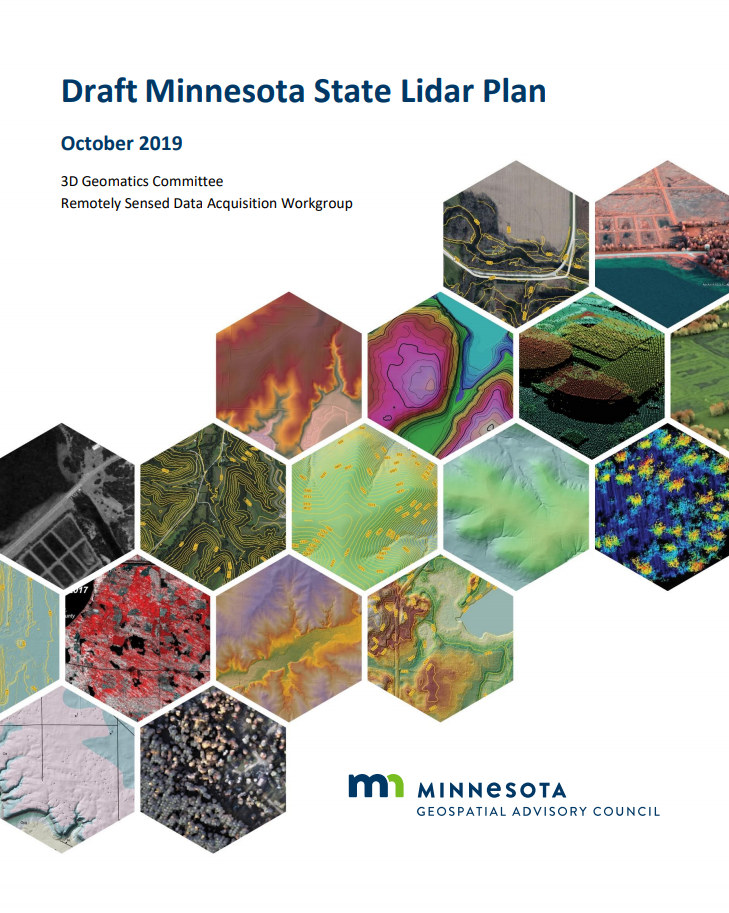 Draft Minnesota State Lidar Plan
October 2019
3D Geomatics Committee
Remotely Sensed Data Acquisition Workgroup
MINNESOTA
GEOSPATIAL ADVISORY COUNCIL